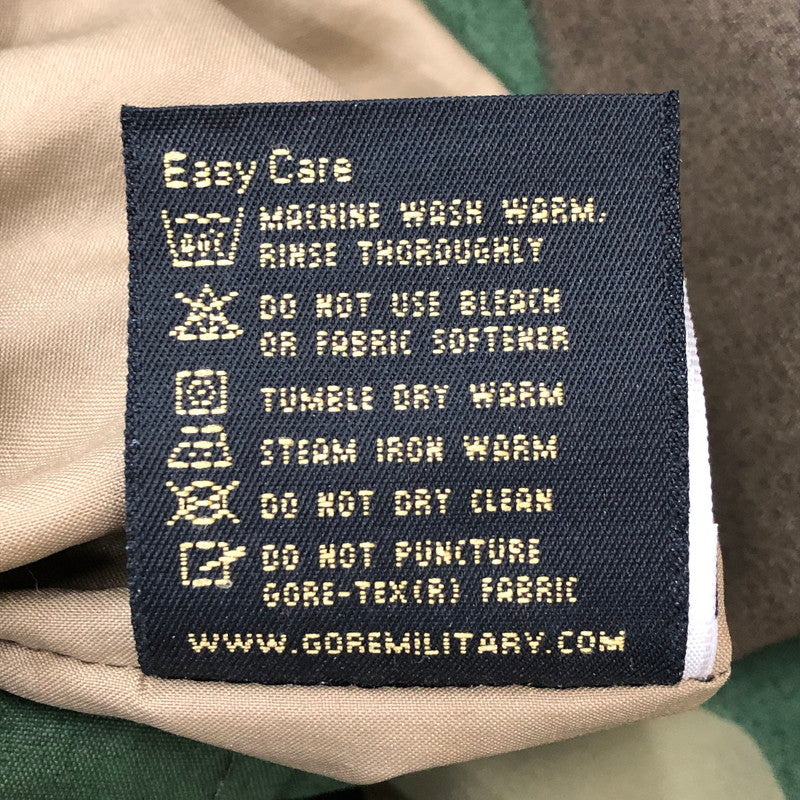 Easy Care
40C
MACHINE WASH WARM,
RINSE THOROUGHLY
DO NOT USE BLEACH
OR FABRIC SOFTENER
TUMBLE DRY WARM
STEAM IRON WARM
DO NOT DRY CLEAN
DO NOT PUNCTURE
GORE-TEX(R) FABRIC
WWW.GOREMILITARY.COM